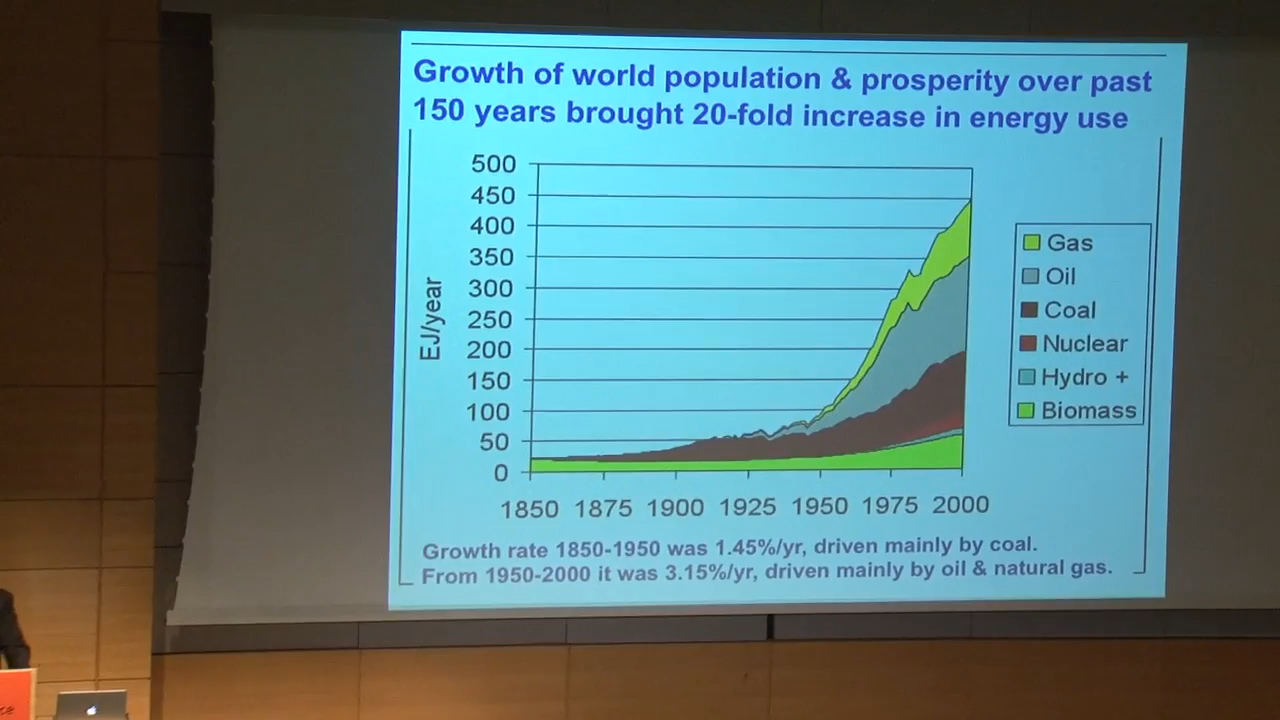 Growth of world population & prosperity over past
150 years brought 20-fold increase in energy use
500
450
400
350
300
250
200
150
100
50
0
EJ/year
1850 1875 1900 1925 1950 1975 2000
Gas
Oil
Coal
Nuclear
Hydro +
Biomass
Growth rate 1850-1950 was 1.45%/yr, driven mainly by coal.
From 1950-2000 it was 3.15%/yr, driven mainly by oil & natural gas.